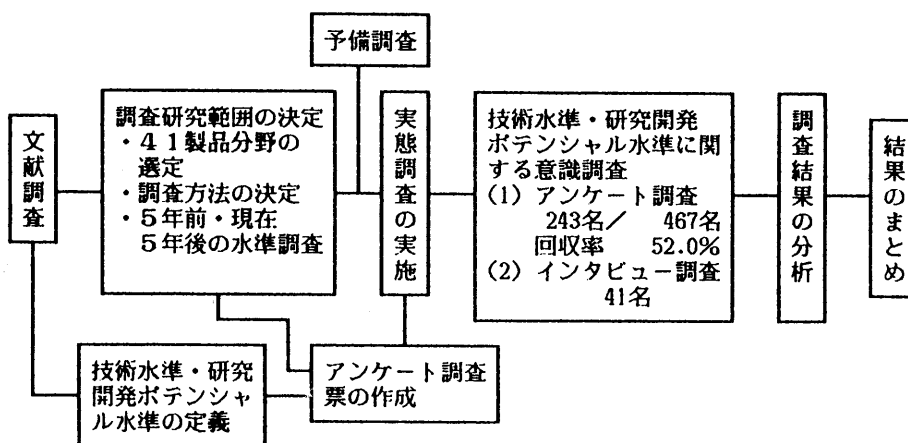 予備調査
文献調査
調査研究範囲の決定
・41製品分野の
選定
・調査方法の決定
・5年前・現在
5年後の水準調査
実態調査の実施
技術水準・研究開発
ポテンシャル水準に関
する意識調査
(1) アンケート調査
243名/ 467名
回収率 52.0%
(2) インタビュー調査
41名
調査結果の分析
結果のまとめ
技術水準・研究
開発ポテンシャ
ル水準の定義
アンケート調査
票の作成